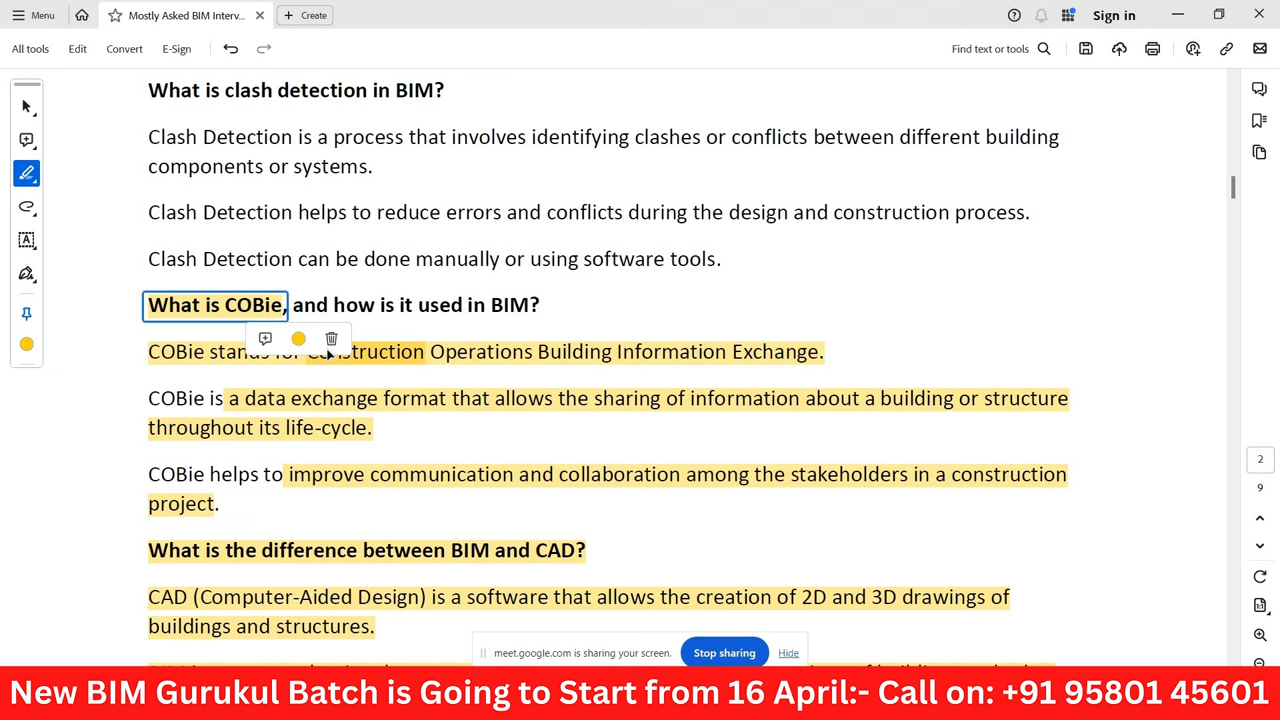 Menu
Mostly Asked BIM Interv...
Create
Sign in
All tools
Edit
Convert
E-Sign
Find text or tools
What is clash detection in BIM?
Clash Detection is a process that involves identifying clashes or conflicts between different building
components or systems.
Clash Detection helps to reduce errors and conflicts during the design and construction process.
Clash Detection can be done manually or using software tools.
What is COBie, and how is it used in BIM?
COBie stands for Construction Operations Building Information Exchange.
COBie is a data exchange format that allows the sharing of information about a building or structure
throughout its life-cycle.
COBie helps to improve communication and collaboration among the stakeholders in a construction
project.
2
9
What is the difference between BIM and CAD?
CAD (Computer-Aided Design) is a software that allows the creation of 2D and 3D drawings of
buildings and structures.
meet.google.com is sharing your screen.
Stop sharing
Hide
New BIM Gurukul Batch is Going to Start from 16 April:- Call on: +91 95801 45601